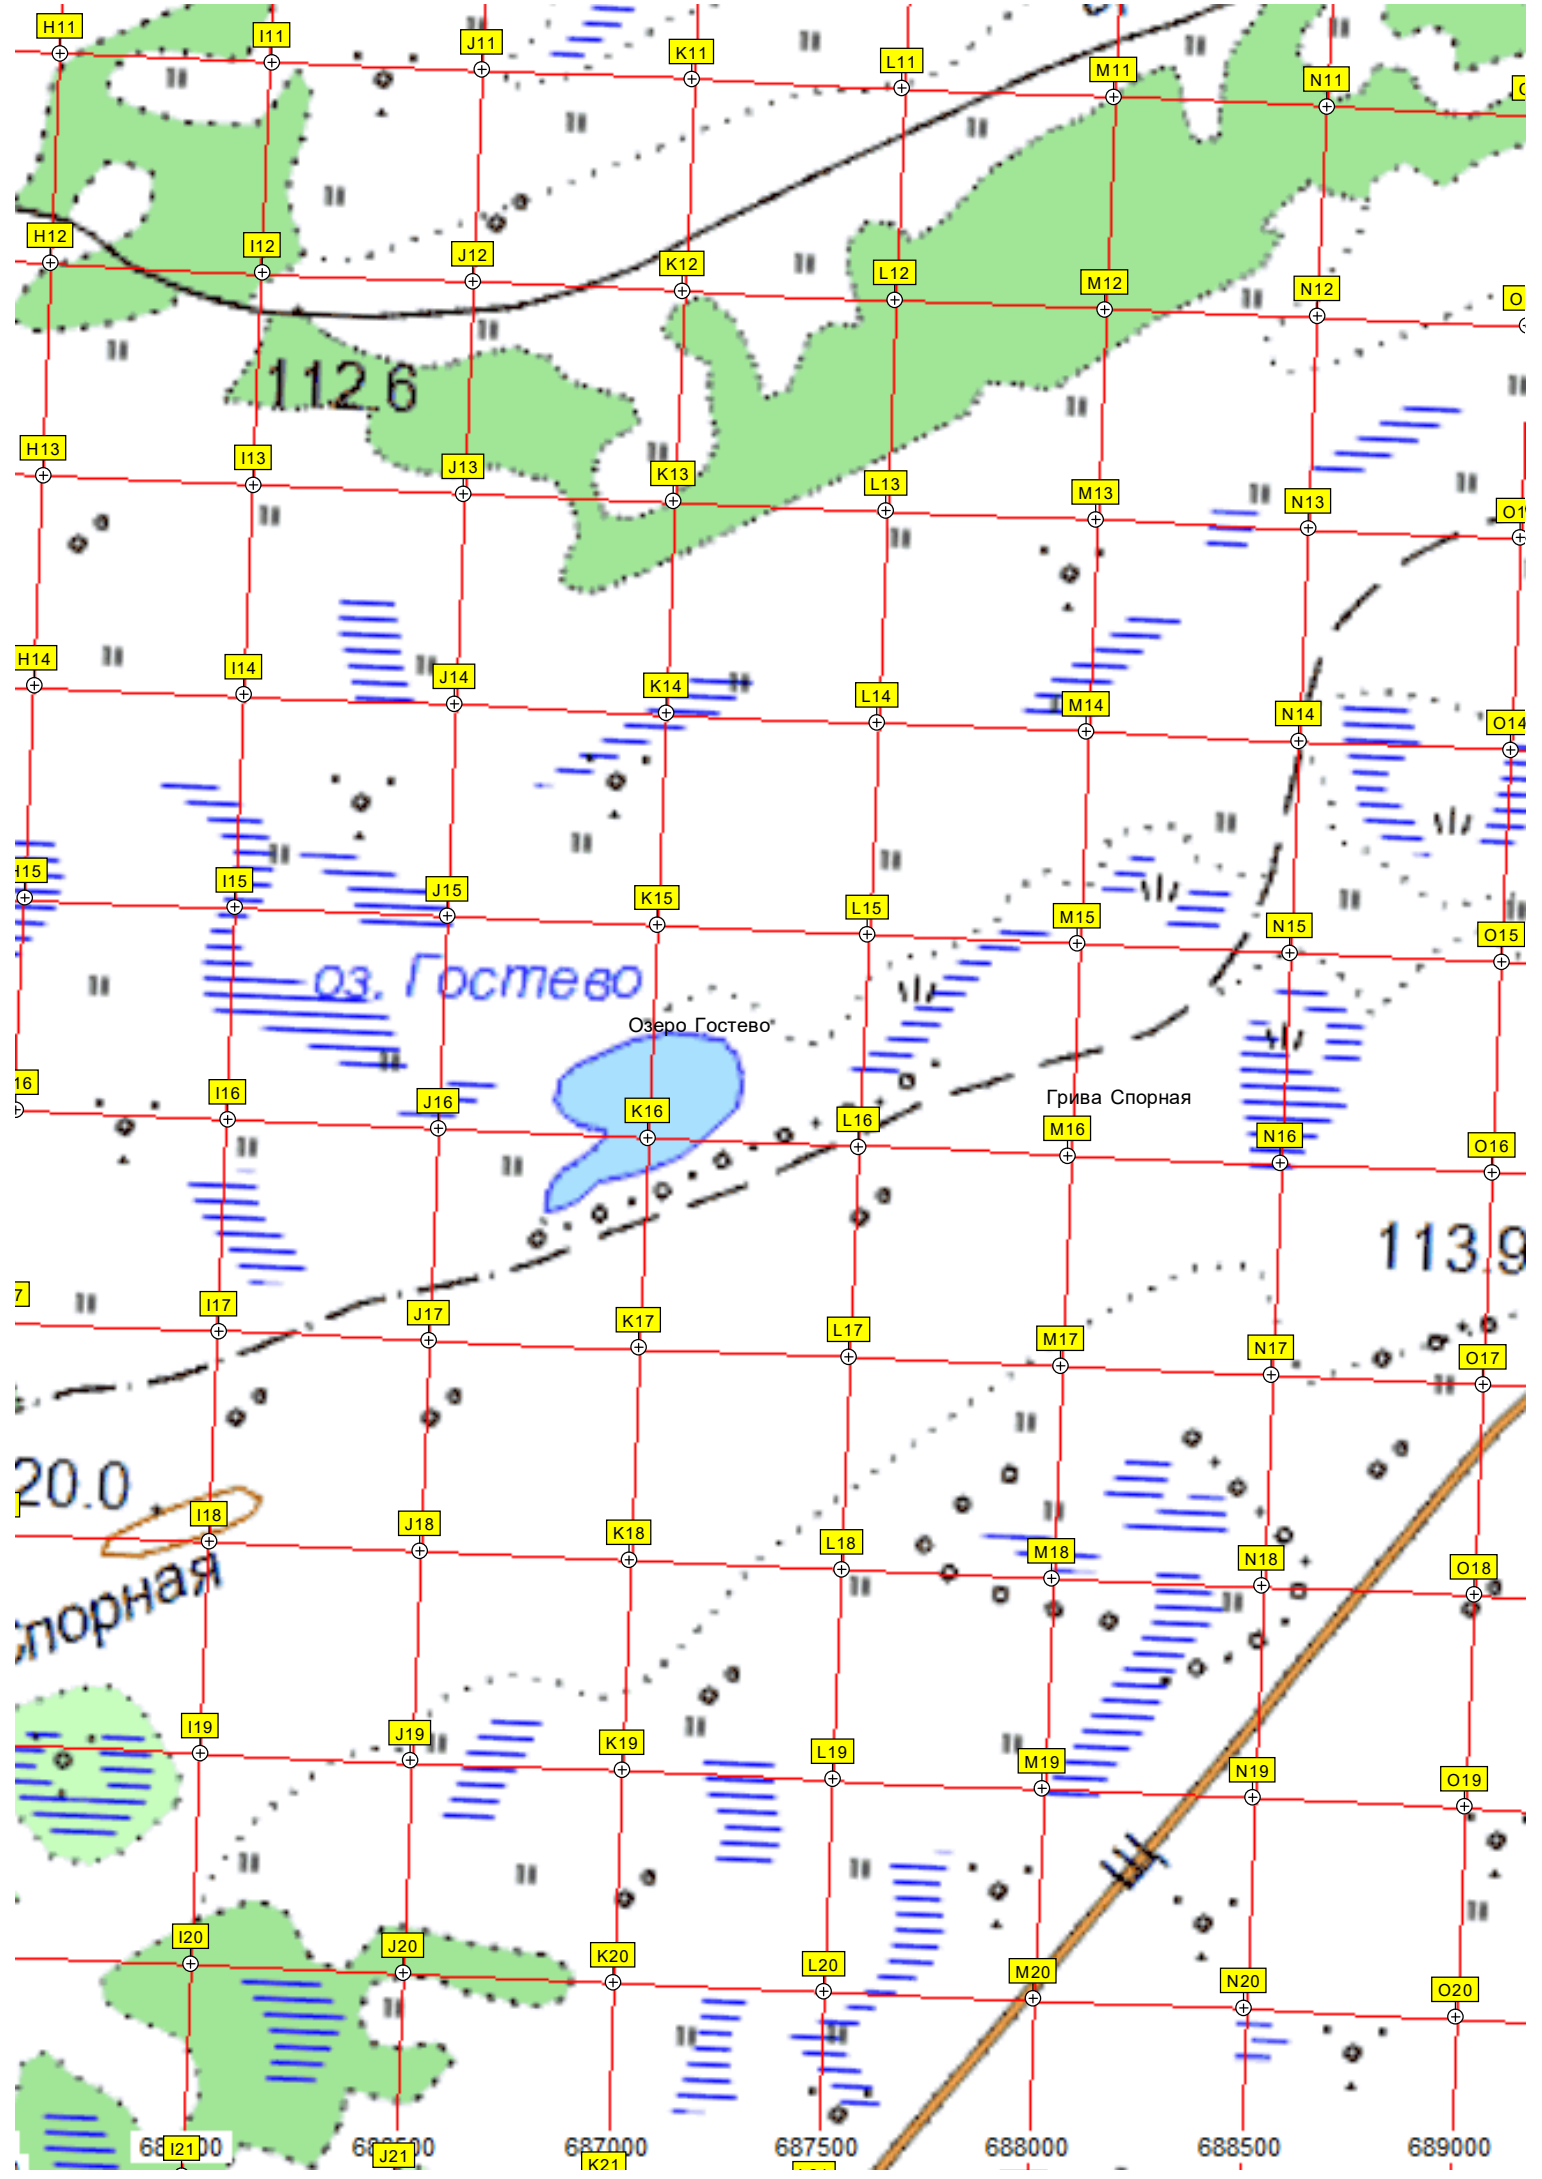 H11 I11 J11 K11 L11 M11 N11
H12 I12 J12 K12 L12 M12 N12
112.6
H13 I13 J13 K13 L13 M13 N13
H14 I14 J14 K14 L14 M14 N14 O14
I15 J15 K15 L15 M15 N15 O15
оз. Гостево
Озеро Гостево
Грива Спорная
16 I16 J16 K16 L16 M16 N16 O16
113.9
7 I17 J17 K17 L17 M17 N17 O17
20.0
I18 J18 K18 L18 M18 N18 O18
порная
I19 J19 K19 L19 M19 N19 O19
I20 J20 K20 L20 M20 N20 O20
I21 J21 K21
687000 687500 688000 688500 689000